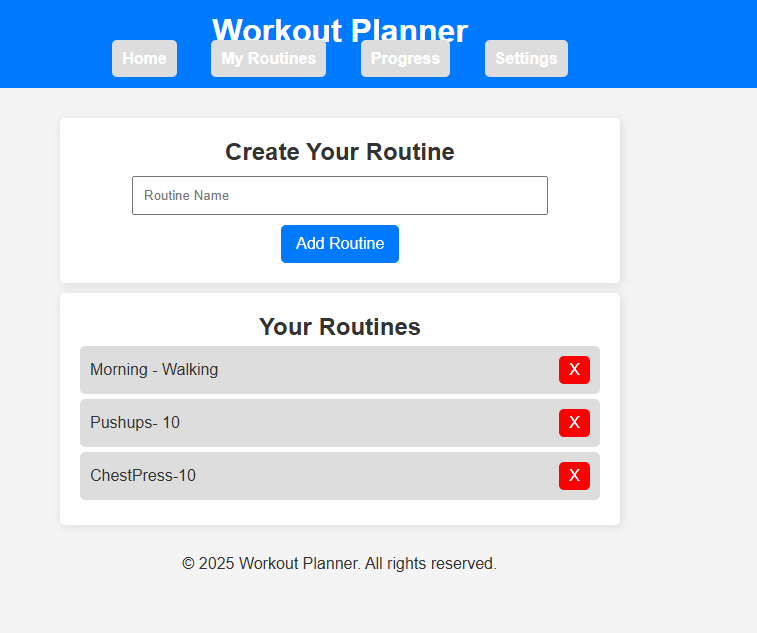 Workout Planner
Home My Routines Progress Settings
Create Your Routine
Routine Name
Add Routine
Your Routines
Morning - Walking X
Pushups- 10 X
ChestPress-10 X
© 2025 Workout Planner. All rights reserved.